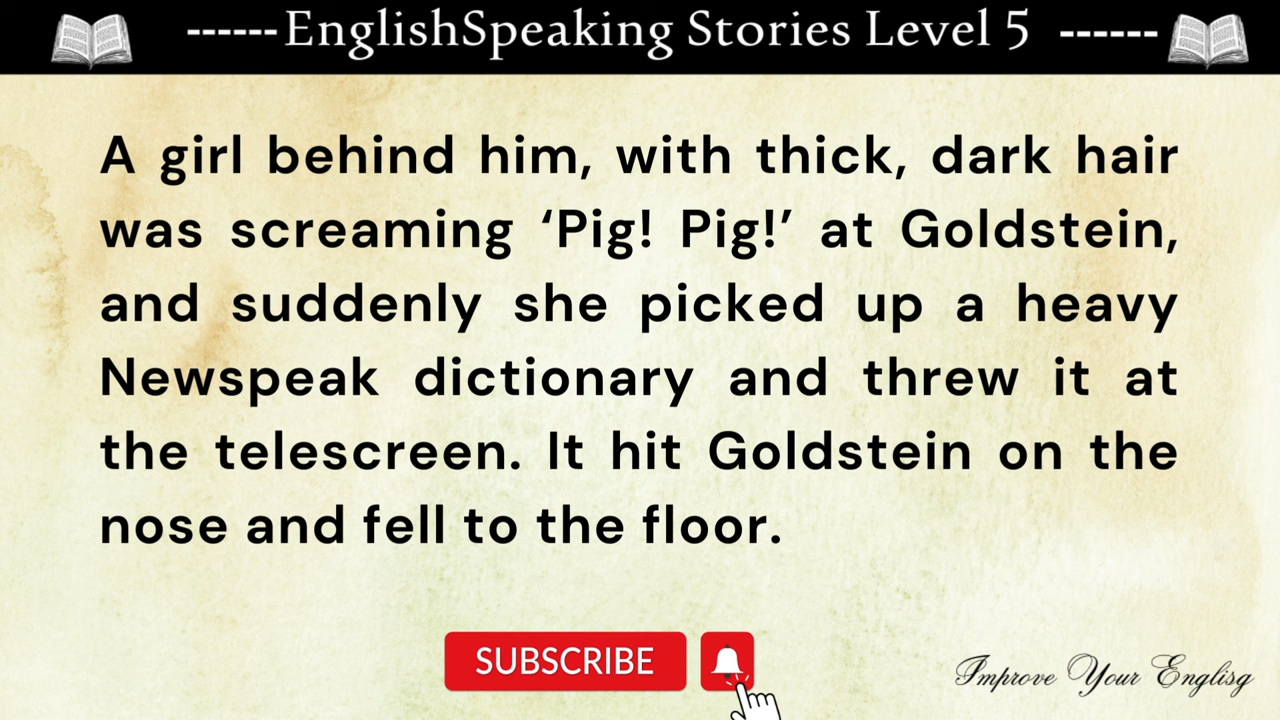 ------EnglishSpeaking Stories Level 5 ------
A girl behind him, with thick, dark hair
was screaming ‘Pig! Pig!’ at Goldstein,
and suddenly she picked up a heavy
Newspeak dictionary and threw it at
the telescreen. It hit Goldstein on the
nose and fell to the floor.
SUBSCRIBE
Improve Your Englisg